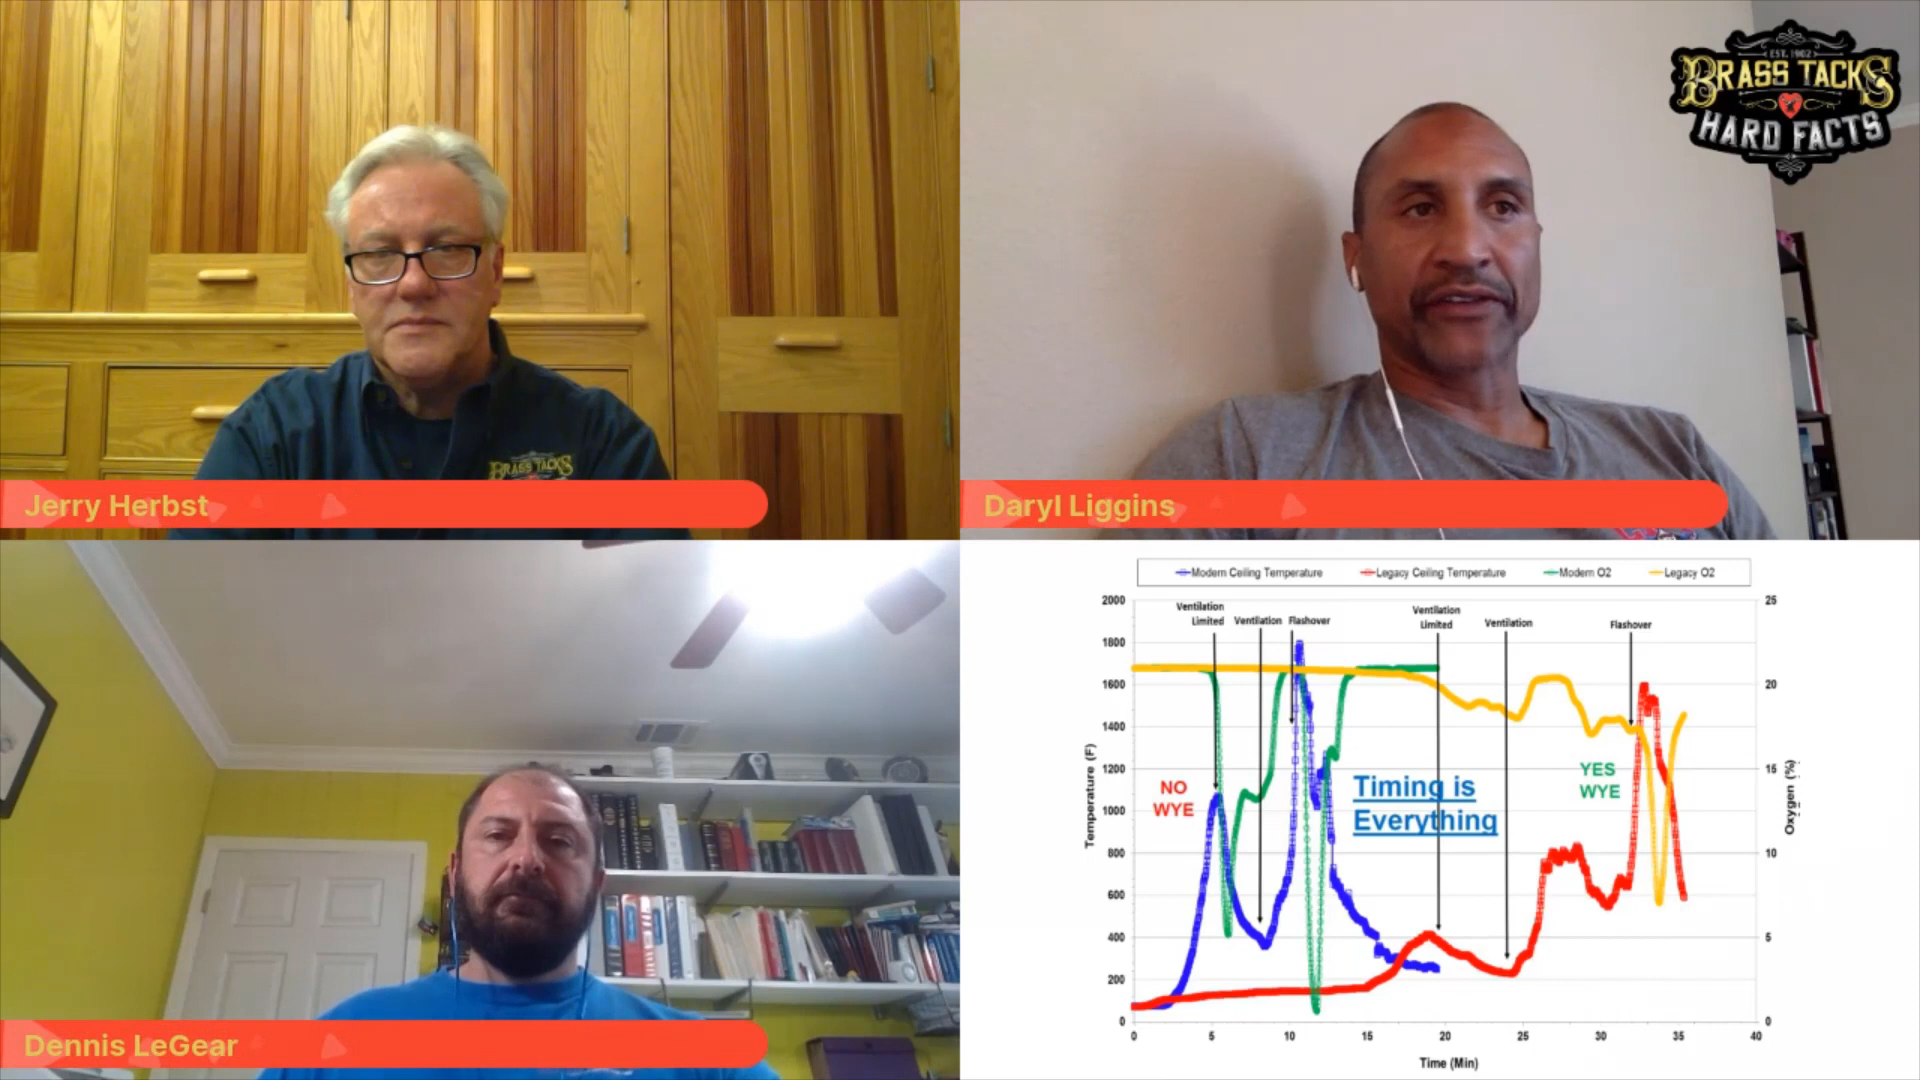 EST. 1902
BRASS TACKS
HARD FACTS
BRASS TACKS
Jerry Herbst
Daryl Liggins
Dennis LeGear
Modern Ceiling Temperature
Legacy Ceiling Temperature
Modern O2
Legacy O2
Ventilation
Limited
Ventilation
Flashover
Ventilation
Limited
Ventilation
Flashover
2000
1800
1600
1400
1200
1000
800
600
400
200
0
25
20
15
10
5
0
Temperature (F)
Oxygen (%)
NO
WYE
Timing is
Everything
YES
WYE
0 5 10 15 20 25 30 35 40
Time (Min)